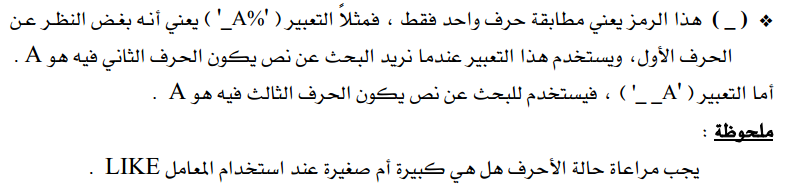 ❖ ( _ ) هذا الرمز يعني مطابقة حرف واحد فقط ، فمثلاً التعبير ( '_A%' ) يعني أنه بغض النظر عن
الحرف الأول، ويستخدم هذا التعبير عندما نريد البحث عن نص يكون الحرف الثاني فيه هو A .
أما التعبير ( '_ _A' ) ، فيستخدم للبحث عن نص يكون الحرف الثالث فيه هو A .
ملحوظة :
يجب مراعاة حالة الأحرف هل هي كبيرة أم صغيرة عند استخدام المعامل LIKE .